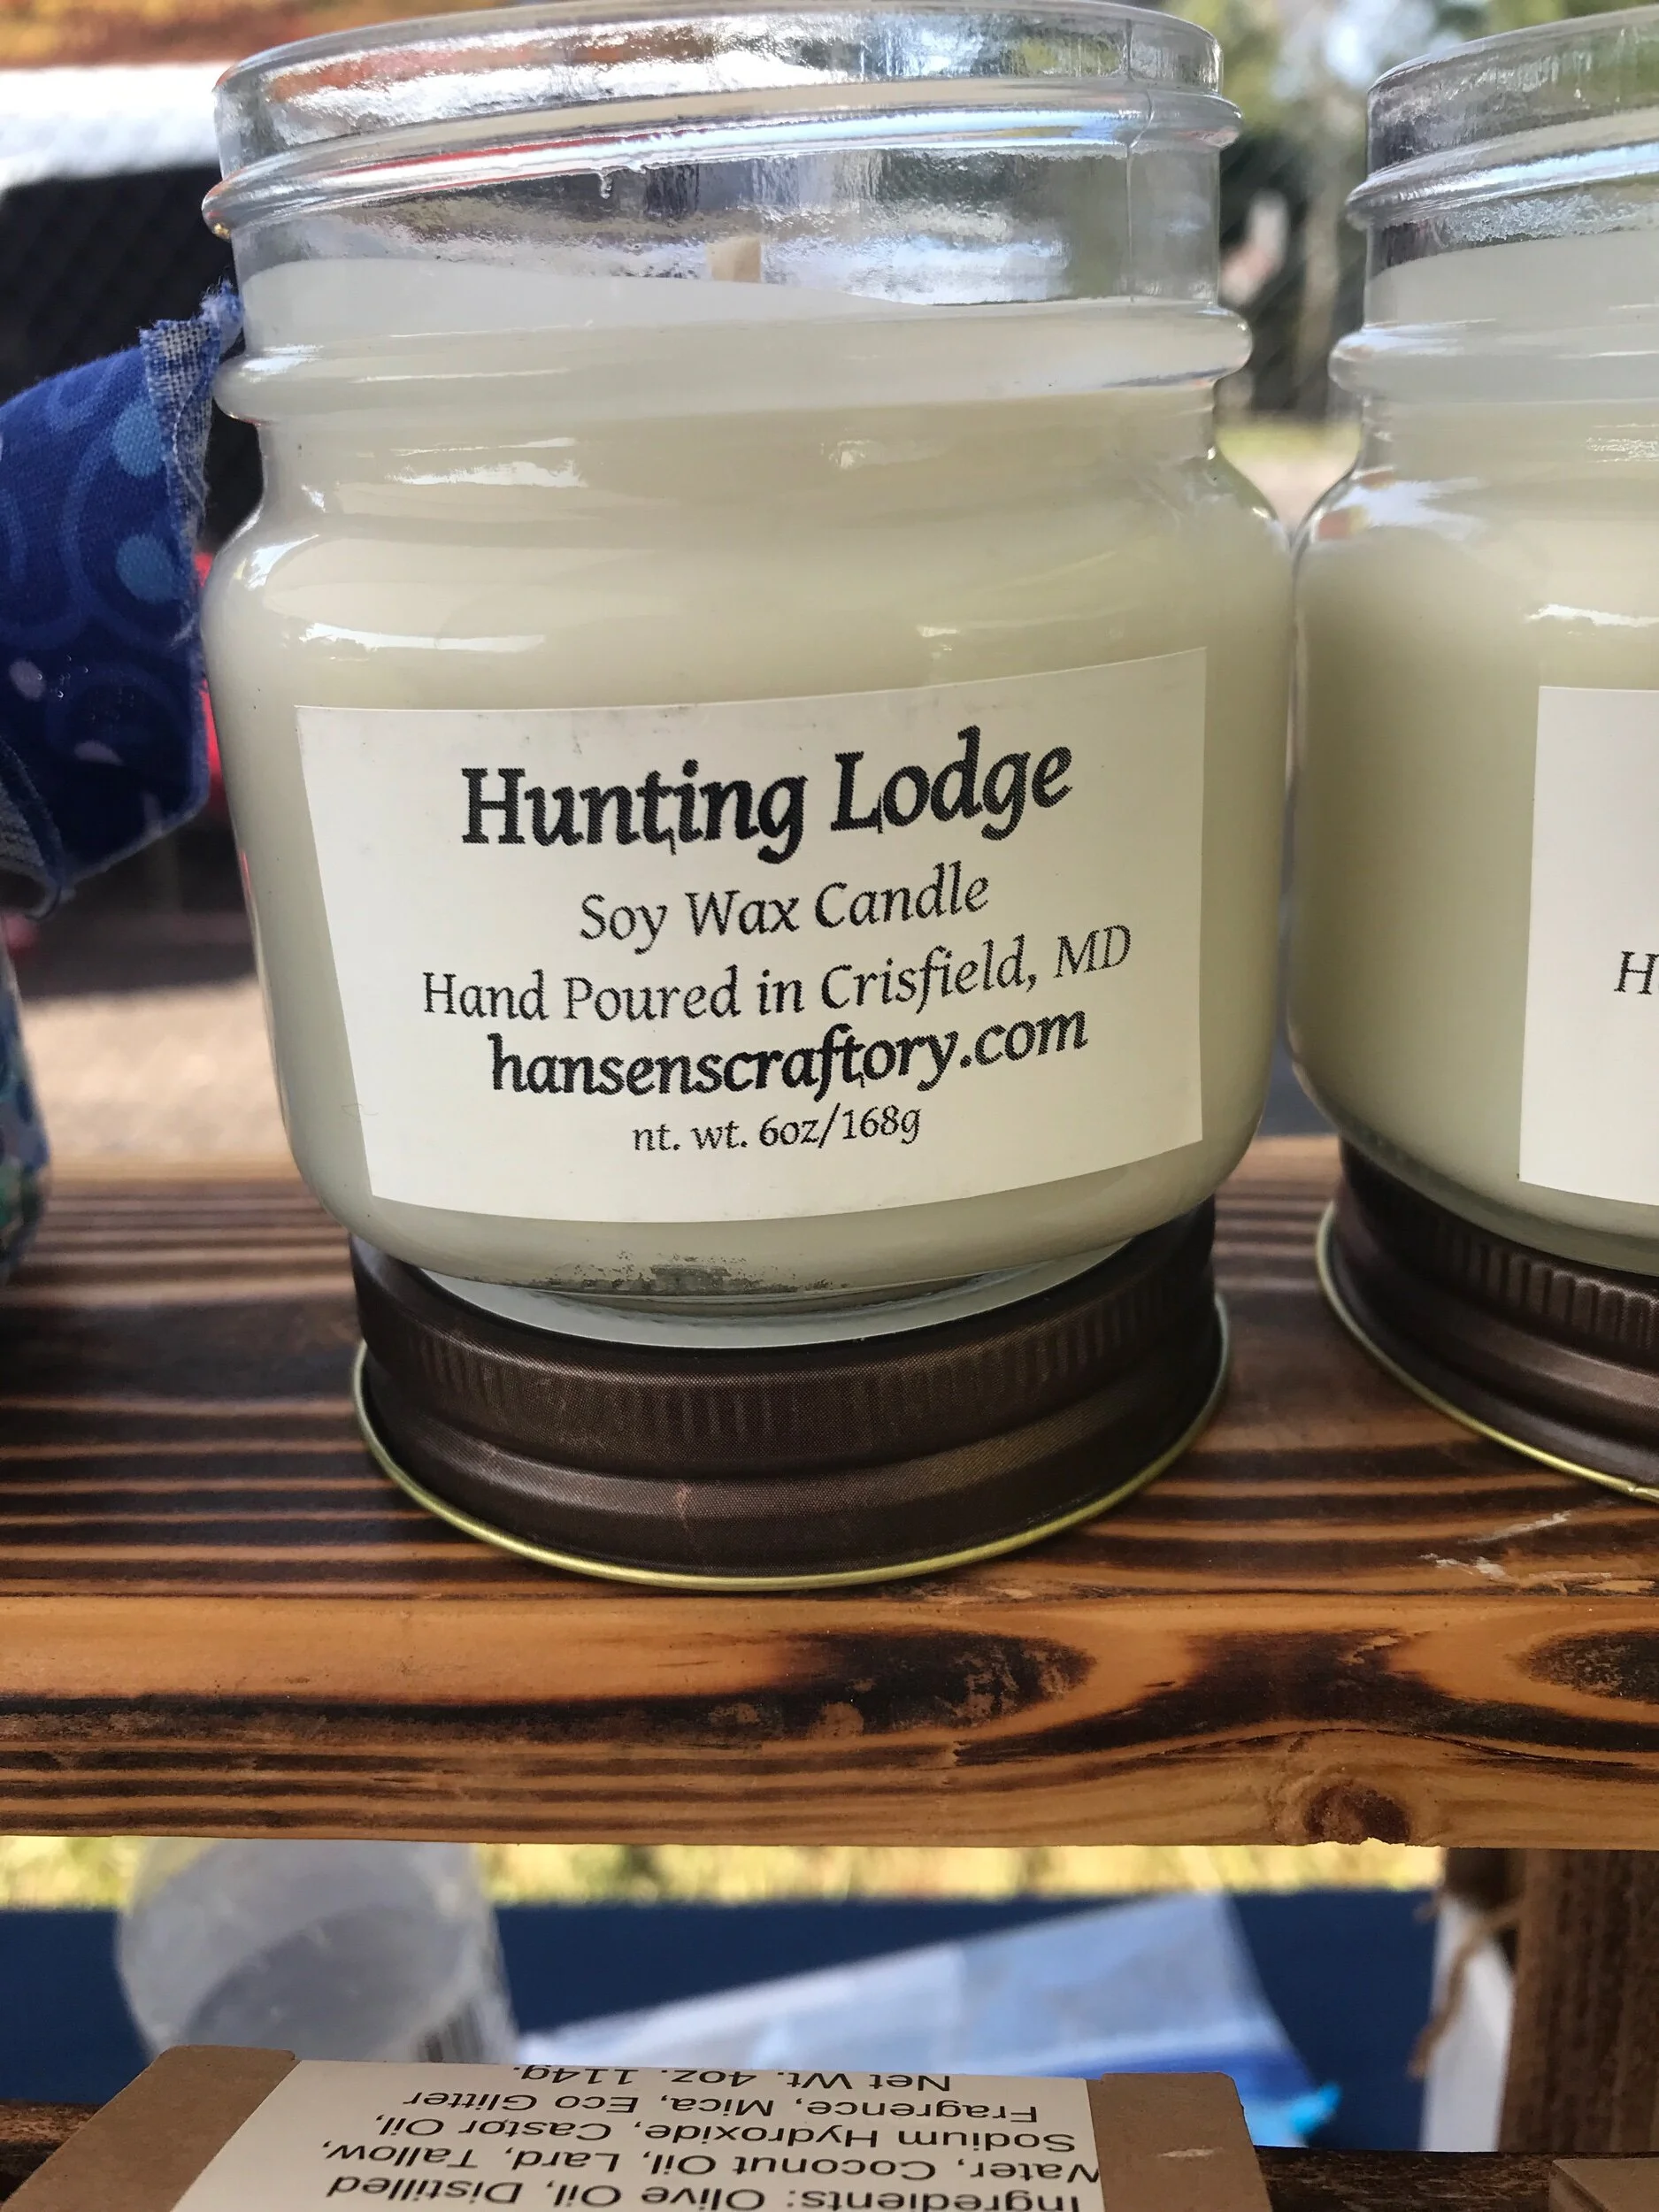 Hunting Lodge
Soy Wax Candle
Hand Poured in Crisfield, MD
hansenscraftory.com
nt. wt. 6oz/168g
H
Ingredients: Olive Oil, Distilled
Water, Coconut Oil, Lard, Tallow,
Sodium Hydroxide, Castor Oil,
Fragrence, Mica, Eco Glitter
Net Wt. 4oz. 114g.